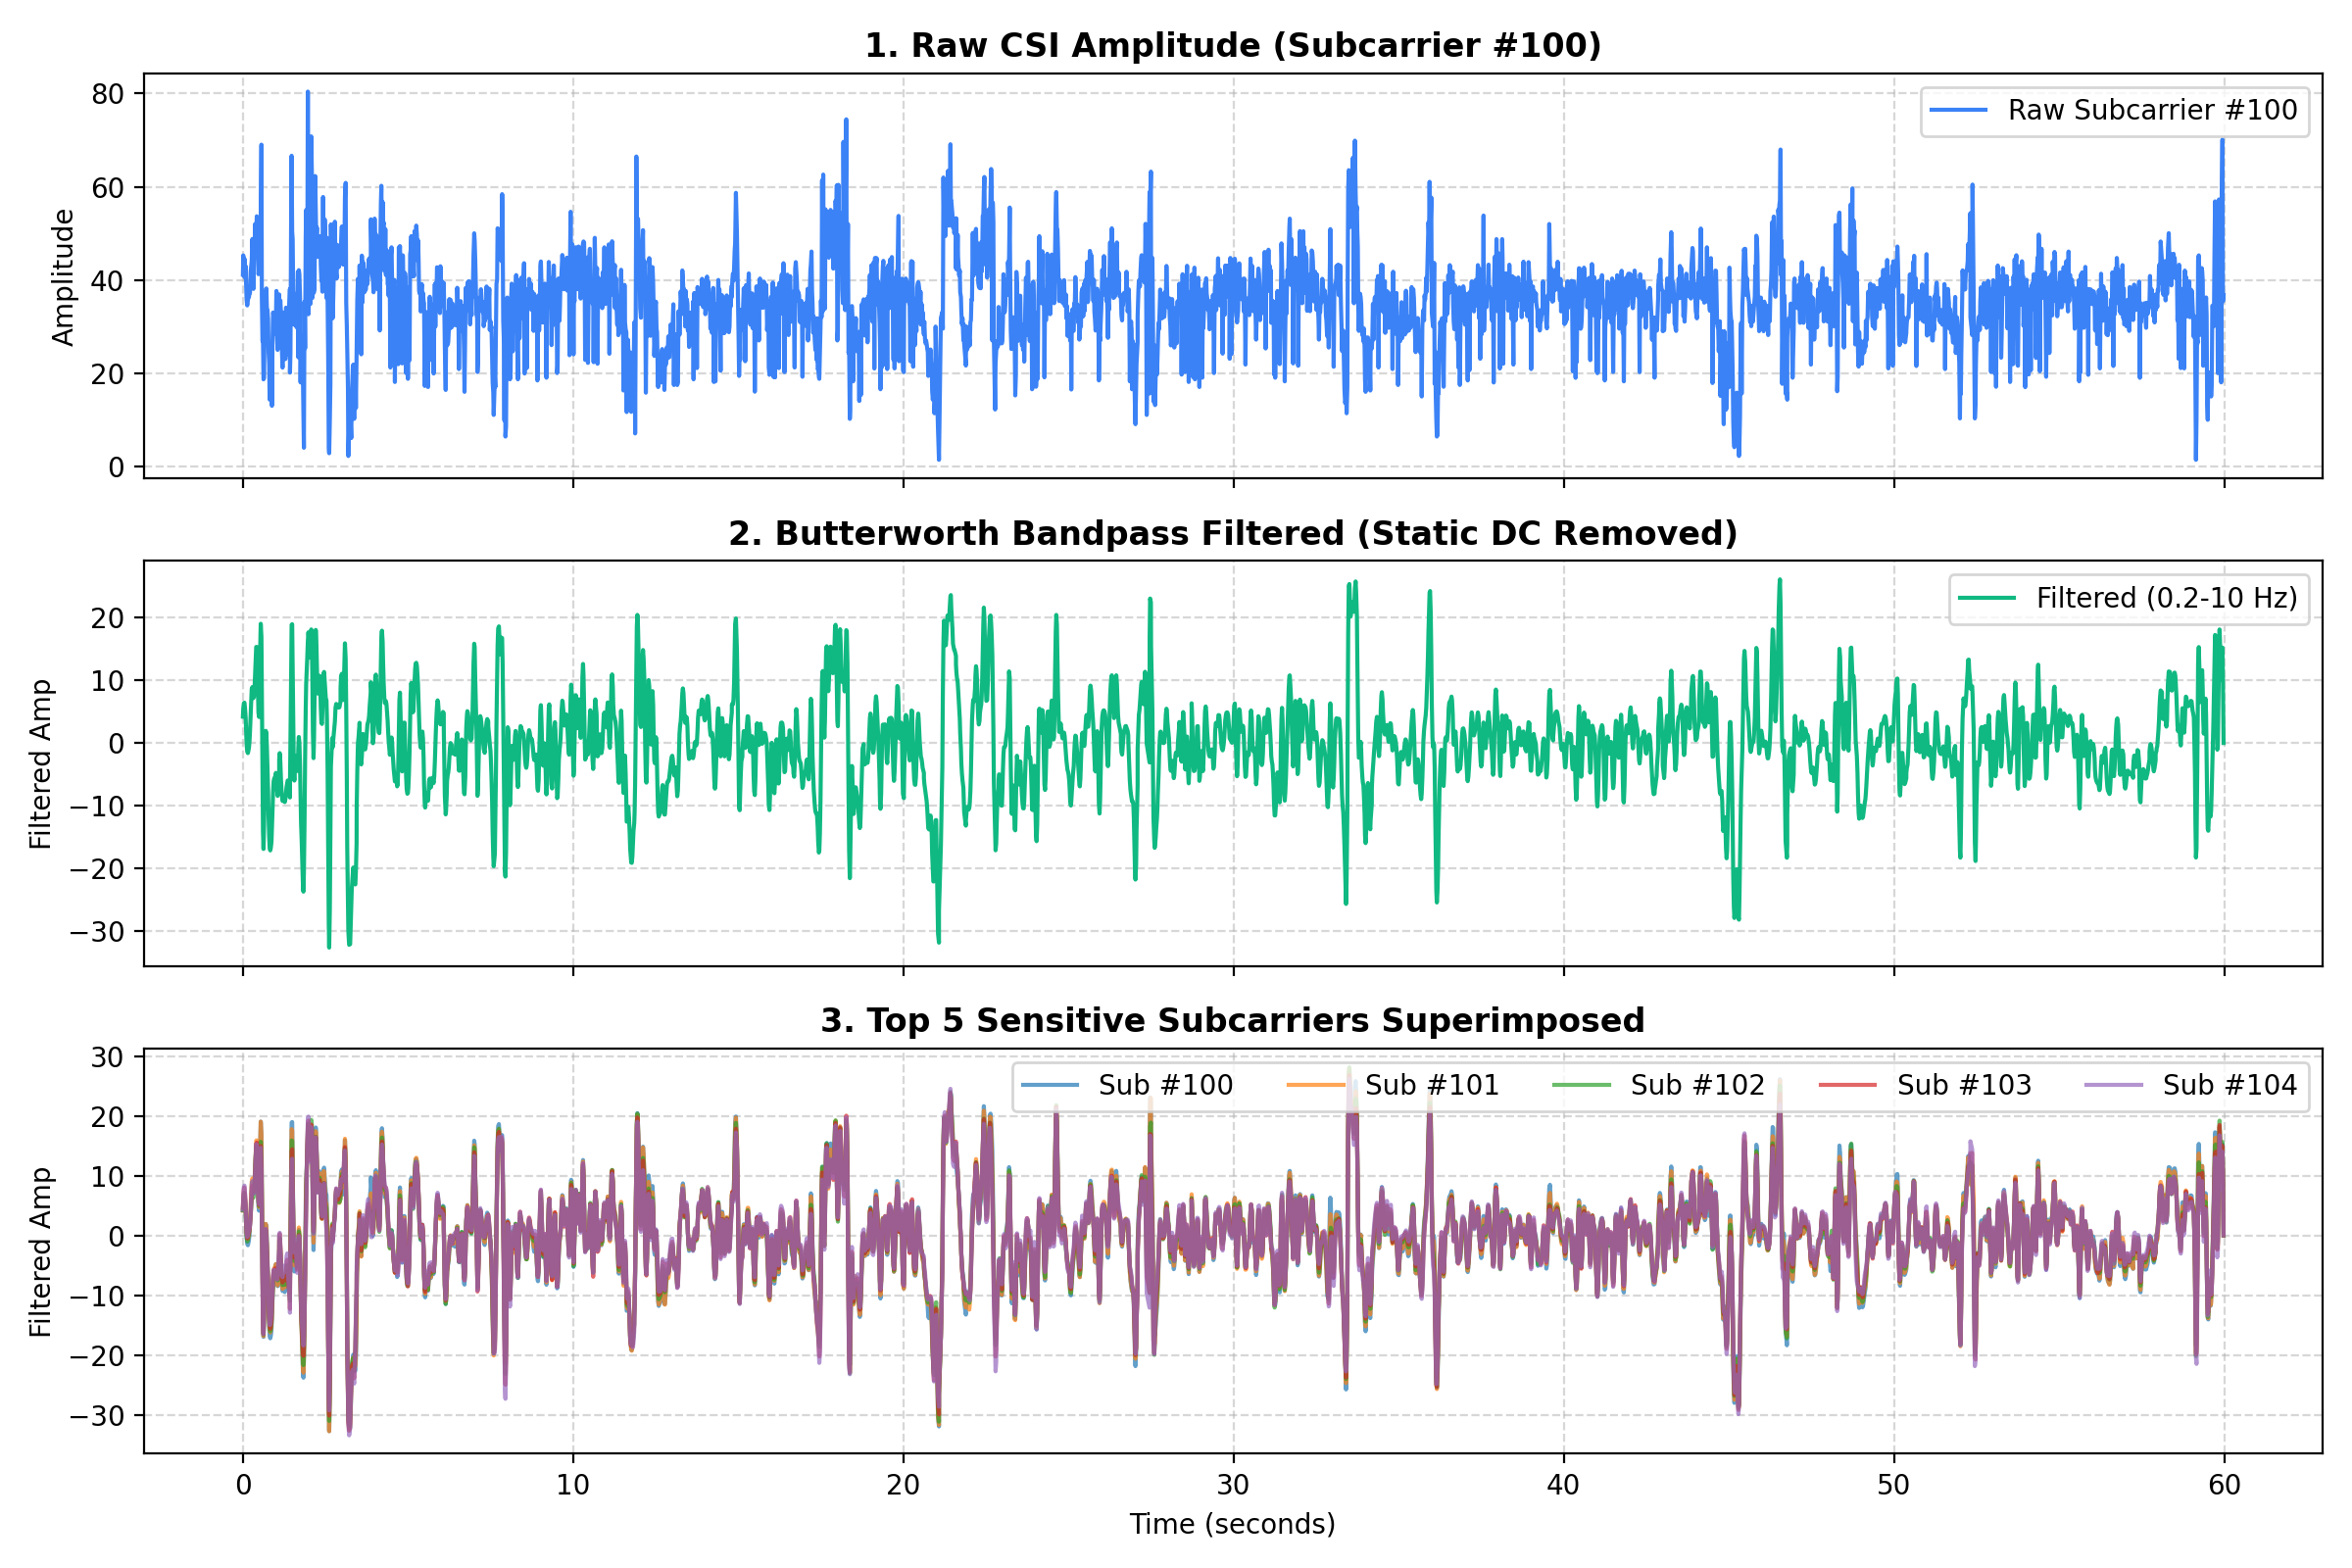 1. Raw CSI Amplitude (Subcarrier #100)
80
60
40
20
0
Amplitude
Raw Subcarrier #100
2. Butterworth Bandpass Filtered (Static DC Removed)
20
10
0
−10
−20
−30
Filtered Amp
Filtered (0.2-10 Hz)
3. Top 5 Sensitive Subcarriers Superimposed
30
20
10
0
−10
−20
−30
Filtered Amp
Sub #100 Sub #101 Sub #102 Sub #103 Sub #104
0 10 20 30 40 50 60
Time (seconds)